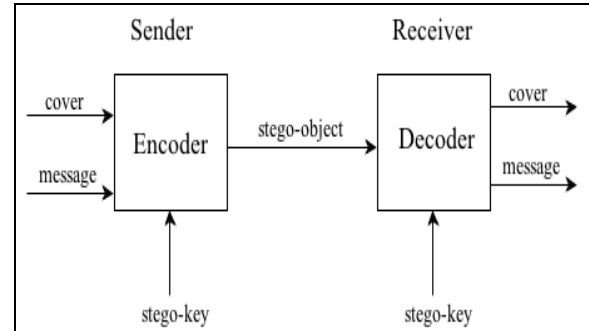 Sender
Receiver
cover
cover
Encoder
stego-object
Decoder
message
message
stego-key
stego-key